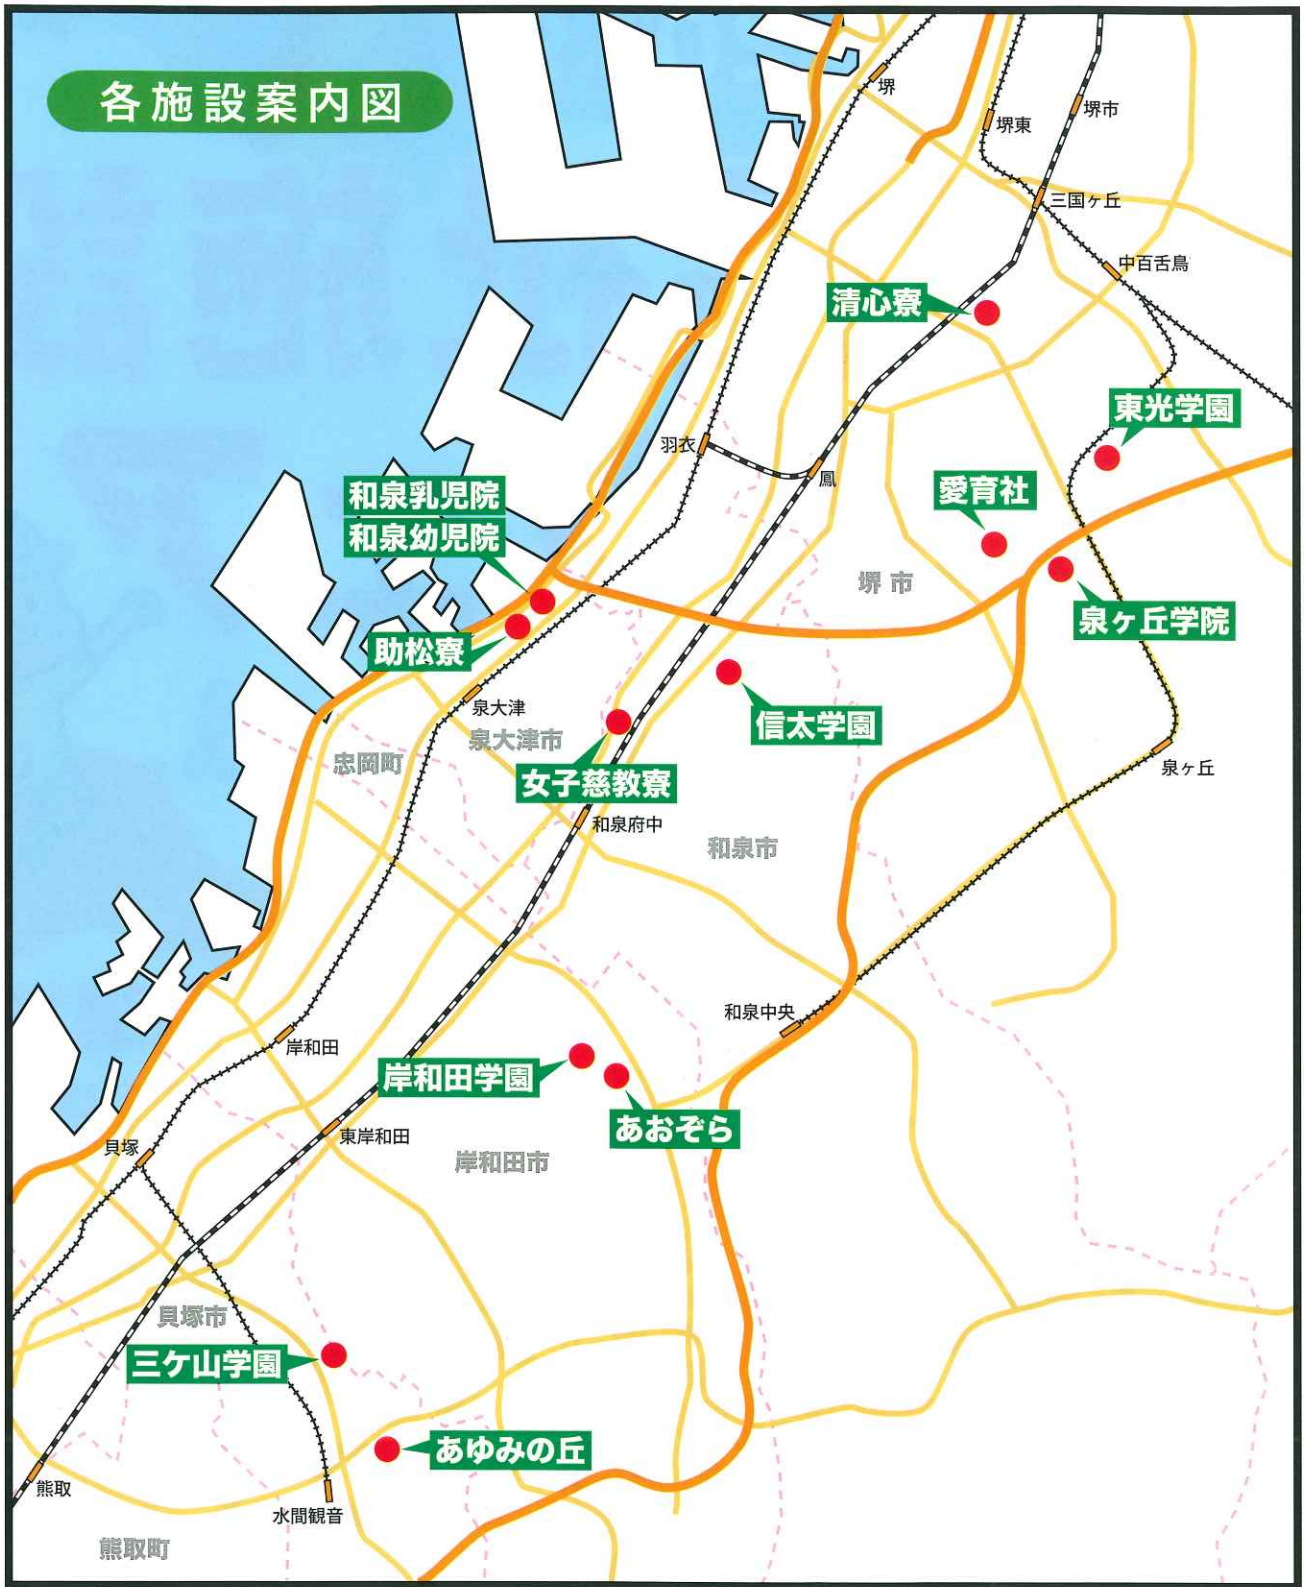 各施設案内図
堺
堺東
堺市
三国ヶ丘
中百舌鳥
清心寮
東光学園
羽衣
鳳
愛育社
和泉乳児院
和泉幼児院
堺市
泉ヶ丘学院
助松寮
信太学園
泉大津
泉大津市
忠岡町
女子慈教寮
泉ヶ丘
和泉府中
和泉市
和泉中央
岸和田
岸和田学園
あおぞら
東岸和田
貝塚
岸和田市
貝塚市
三ケ山学園
あゆみの丘
熊取
水間観音
熊取町